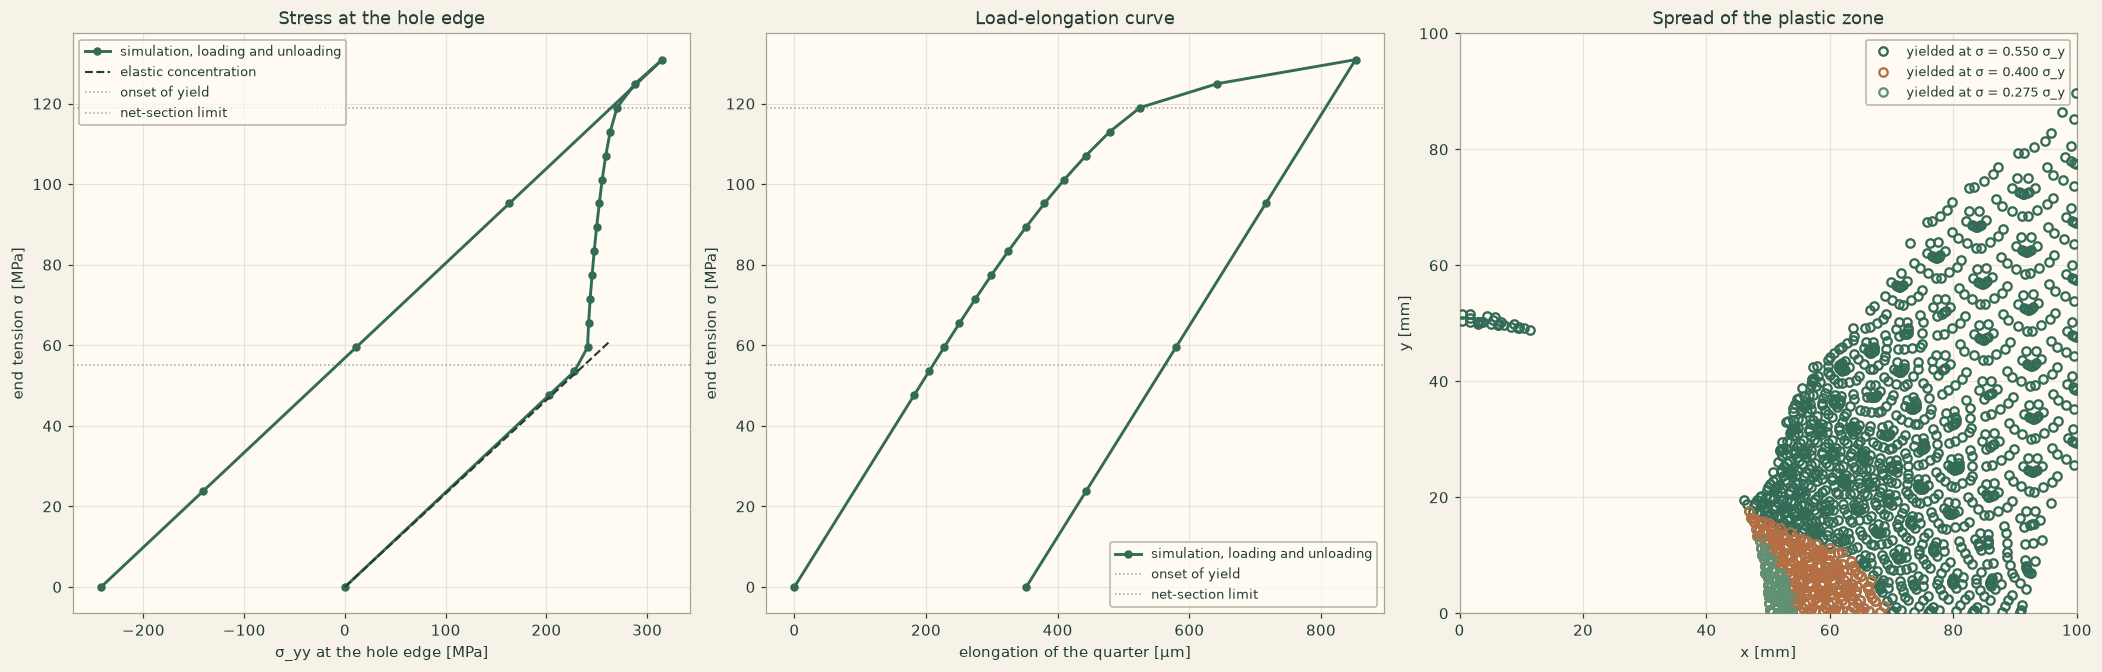 Stress at the hole edge
simulation, loading and unloading
elastic concentration
onset of yield
net-section limit
end tension σ [MPa]
120
100
80
60
40
20
0
−200
−100
0
100
200
300
σ_yy at the hole edge [MPa]
Load-elongation curve
end tension σ [MPa]
120
100
80
60
40
20
0
simulation, loading and unloading
onset of yield
net-section limit
0
200
400
600
800
elongation of the quarter [μm]
Spread of the plastic zone
yielded at σ = 0.550 σ_y
yielded at σ = 0.400 σ_y
yielded at σ = 0.275 σ_y
y [mm]
100
80
60
40
20
0
0
20
40
60
80
100
x [mm]